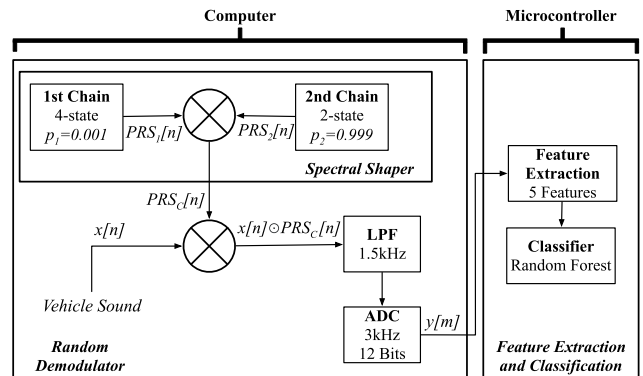 Computer
Microcontroller
1st Chain
4-state
p₁=0.001
PRS₁[n]
PRS₂[n]
2nd Chain
2-state
p₂=0.999
Spectral Shaper
PRS_C[n]
x[n]
x[n]⊙PRS_C[n]
Vehicle Sound
LPF
1.5kHz
ADC
3kHz
12 Bits
y[m]
Random
Demodulator
Feature
Extraction
5 Features
Classifier
Random Forest
Feature Extraction
and Classification